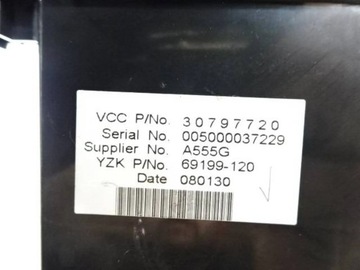 VCC P/No. 30797720
Serial No. 005000037229
Supplier No. A555G
YZK P/No. 69199-120
Date 080130